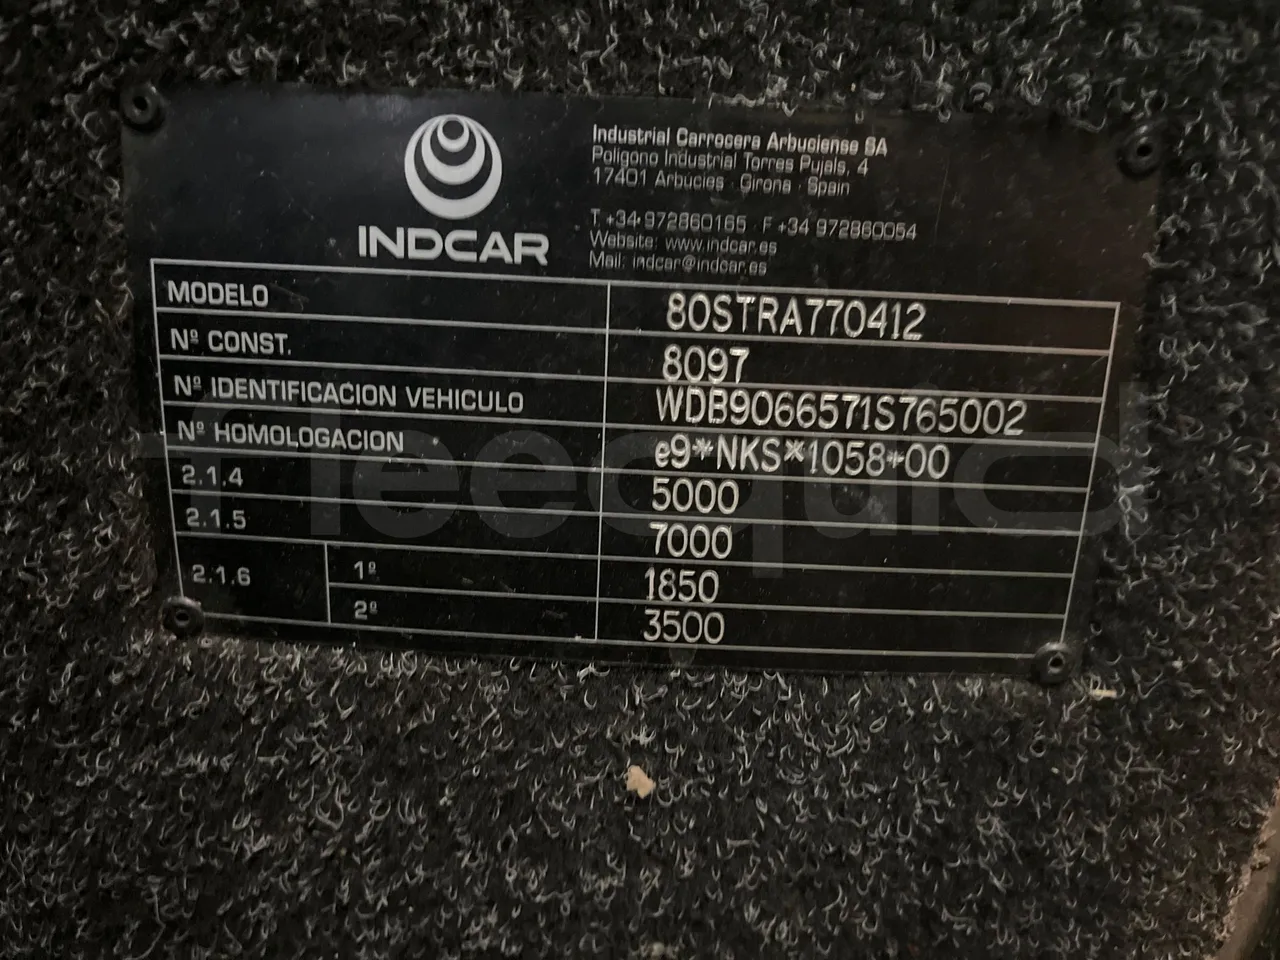 INDCAR
Industrial Carrocera Arbuciense SA
Poligono Industrial Torres Pujals, 4
17401 Arbúcies · Girona · Spain
T +34 972860165 · F +34 972860054
Website: www.indcar.es
Mail: indcar@indcar.es
MODELO 80STRA770412
Nº CONST. 8097
Nº IDENTIFICACION VEHICULO WDB9066571S765002
Nº HOMOLOGACION e9*NKS*1058*00
2.1.4 5000
2.1.5 7000
2.1.6 1º 1850
2º 3500
fleequid